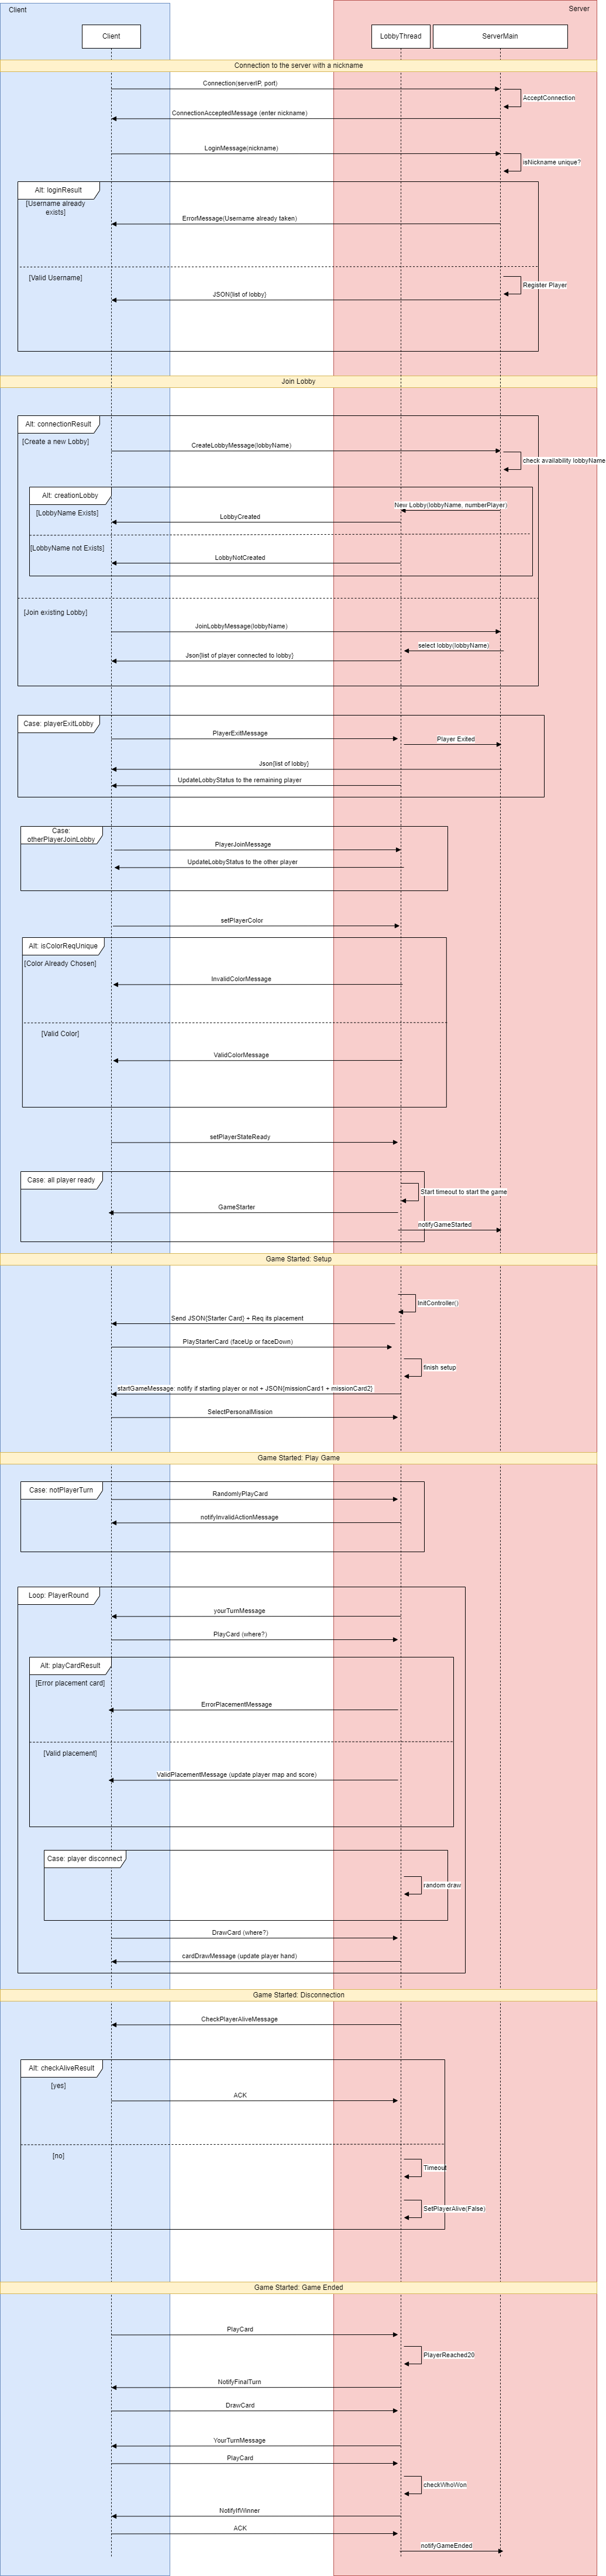 Client
Server
Client
LobbyThread
ServerMain
Connection to the server with a nickname
Connection(serverIP, port)
AcceptConnection
ConnectionAcceptedMessage (enter nickname)
LoginMessage(nickname)
isNickname unique?
Alt: loginResult
[Username already
exists]
ErrorMessage(Username already taken)
[Valid Username]
Register Player
JSON{list of lobby}
Join Lobby
Alt: connectionResult
[Create a new Lobby]
CreateLobbyMessage(lobbyName)
check availability lobbyName
Alt: creationLobby
New Lobby(lobbyName, numberPlayer)
[LobbyName Exists]
LobbyCreated
[LobbyName not Exists]
LobbyNotCreated
[Join existing Lobby]
JoinLobbyMessage(lobbyName)
select lobby(lobbyName)
Json{list of player connected to lobby}
Case: playerExitLobby
PlayerExitMessage
Player Exited
Json{list of lobby}
UpdateLobbyStatus to the remaining player
Case:
otherPlayerJoinLobby
PlayerJoinMessage
UpdateLobbyStatus to the other player
setPlayerColor
Alt: isColorReqUnique
[Color Already Chosen]
InvalidColorMessage
[Valid Color]
ValidColorMessage
setPlayerStateReady
Case: all player ready
Start timeout to start the game
GameStarter
notifyGameStarted
Game Started: Setup
InitController()
Send JSON{Starter Card} + Req its placement
PlayStarterCard (faceUp or faceDown)
finish setup
startGameMessage: notify if starting player or not + JSON{missionCard1 + missionCard2}
SelectPersonalMission
Game Started: Play Game
Case: notPlayerTurn
RandomlyPlayCard
notifyInvalidActionMessage
Loop: PlayerRound
yourTurnMessage
PlayCard (where?)
Alt: playCardResult
[Error placement card]
ErrorPlacementMessage
[Valid placement]
ValidPlacementMessage (update player map and score)
Case: player disconnect
random draw
DrawCard (where?)
cardDrawMessage (update player hand)
Game Started: Disconnection
CheckPlayerAliveMessage
Alt: checkAliveResult
[yes]
ACK
[no]
Timeout
SetPlayerAlive(False)
Game Started: Game Ended
PlayCard
PlayerReached20
NotifyFinalTurn
DrawCard
YourTurnMessage
PlayCard
checkWhoWon
NotifyIfWinner
ACK
notifyGameEnded